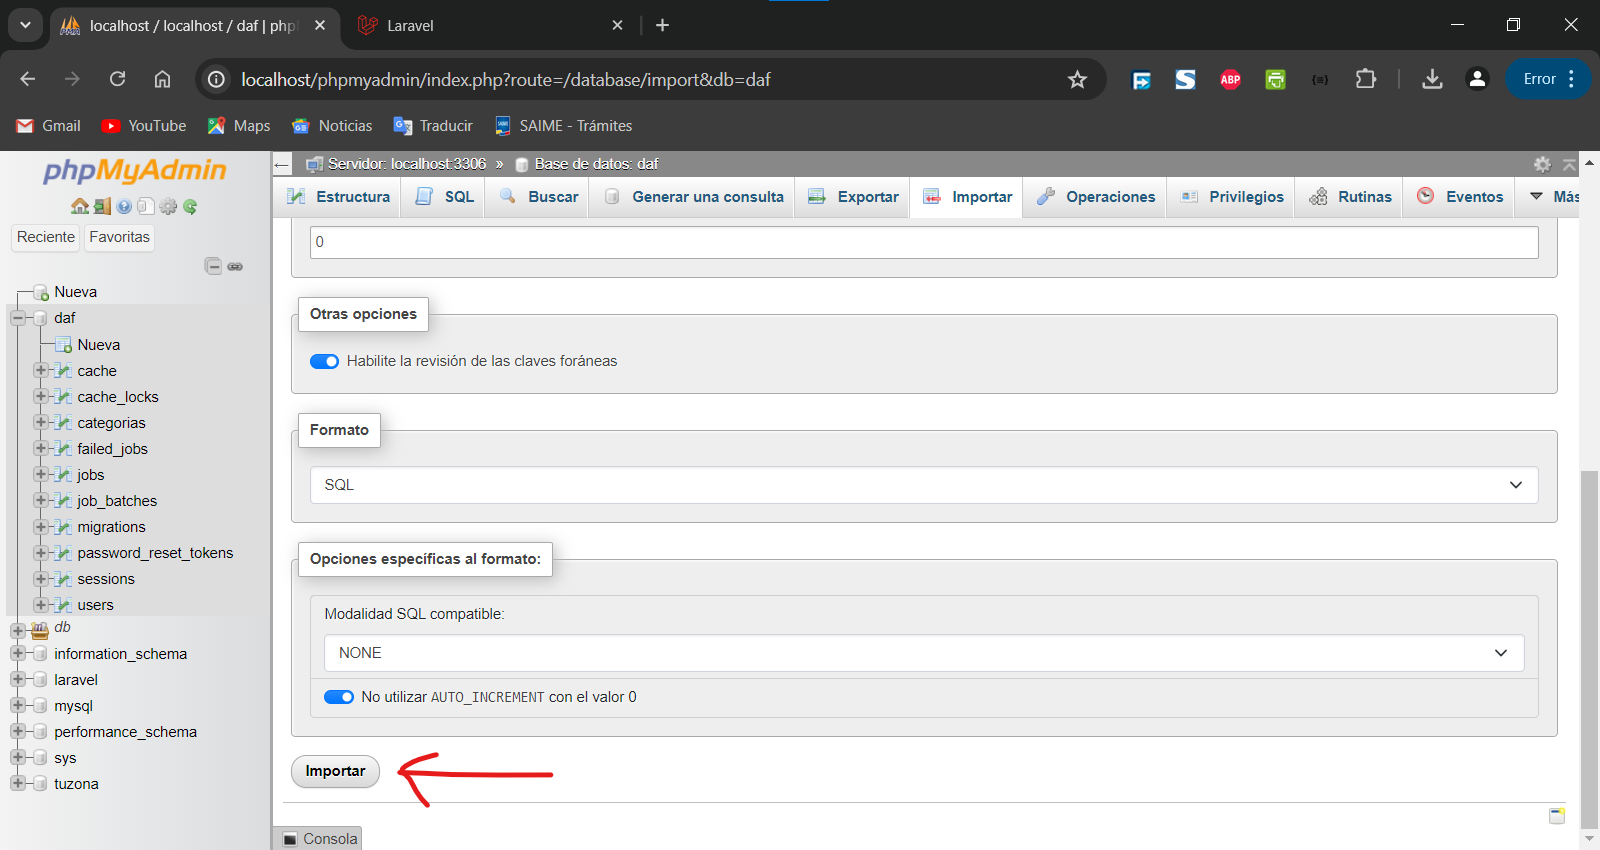 localhost / localhost / daf | php
Laravel
localhost/phpmyadmin/index.php?route=/database/import&db=daf
ABP
Error
Gmail
YouTube
Maps
Noticias
Traducir
SAIME - Trámites
phpMyAdmin
Reciente
Favoritas
Nueva
daf
Nueva
cache
cache_locks
categorias
failed_jobs
jobs
job_batches
migrations
password_reset_tokens
sessions
users
db
information_schema
laravel
mysql
performance_schema
sys
tuzona
Servidor: localhost:3306 » Base de datos: daf
Estructura
SQL
Buscar
Generar una consulta
Exportar
Importar
Operaciones
Privilegios
Rutinas
Eventos
Más
0
Otras opciones
Habilite la revisión de las claves foráneas
Formato
SQL
Opciones específicas al formato:
Modalidad SQL compatible:
NONE
No utilizar AUTO_INCREMENT con el valor 0
Importar
Consola